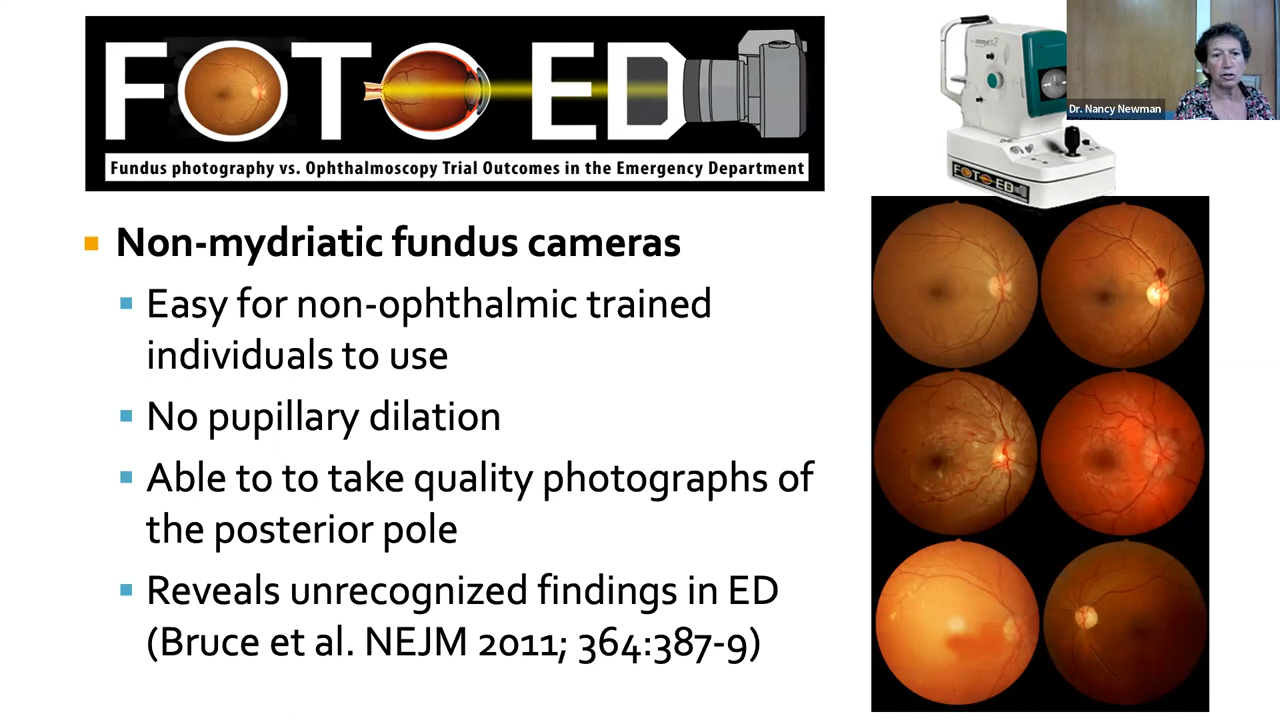 FOTO ED
Fundus photography vs. Ophthalmoscopy Trial Outcomes in the Emergency Department
Dr. Nancy Newman
FOTO ED
Non-mydriatic fundus cameras
Easy for non-ophthalmic trained
individuals to use
No pupillary dilation
Able to to take quality photographs of
the posterior pole
Reveals unrecognized findings in ED
(Bruce et al. NEJM 2011; 364:387-9)